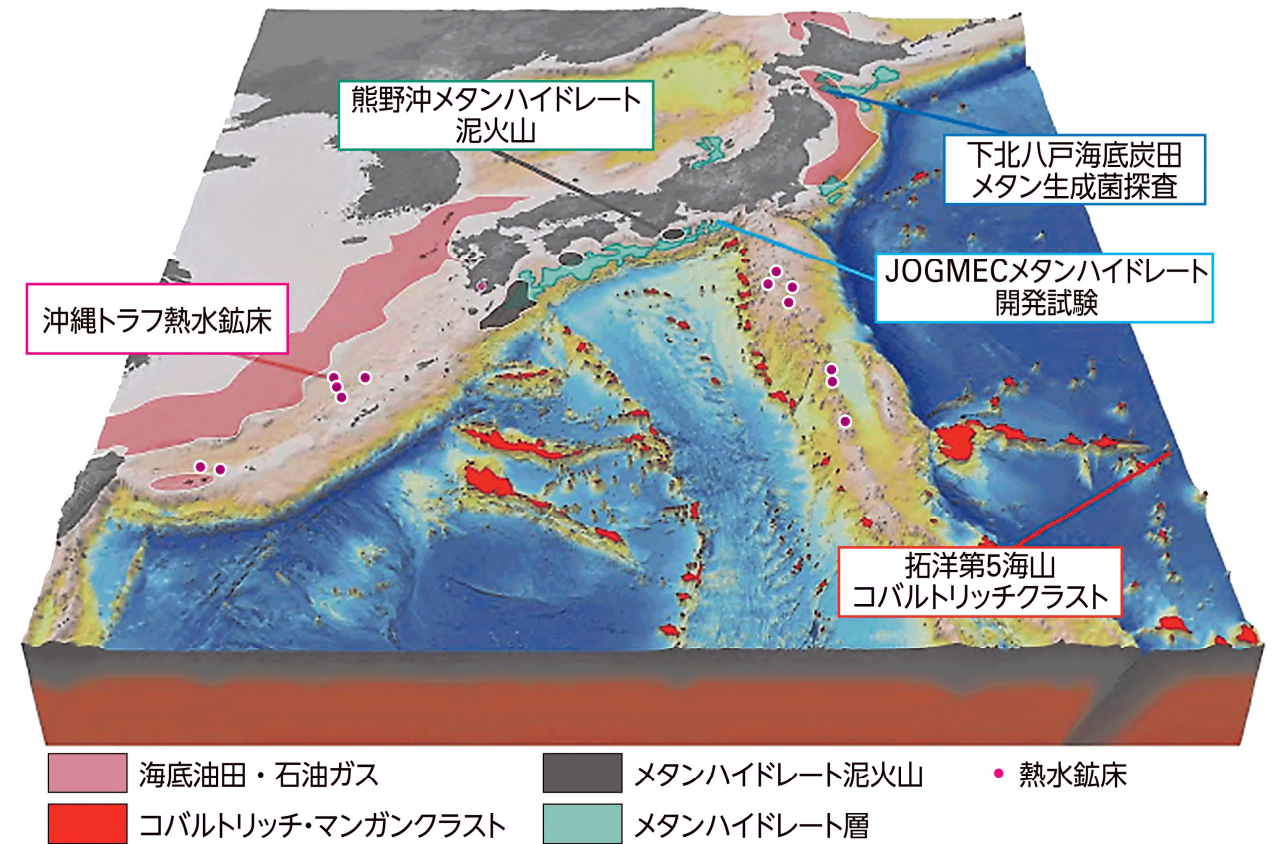 熊野沖メタンハイドレート
泥火山
下北八戸海底炭田
メタン生成菌探査
JOGMECメタンハイドレート
開発試験
沖縄トラフ熱水鉱床
拓洋第5海山
コバルトリッチクラスト
海底油田・石油ガス
メタンハイドレート泥火山
熱水鉱床
コバルトリッチ・マンガンクラスト
メタンハイドレート層